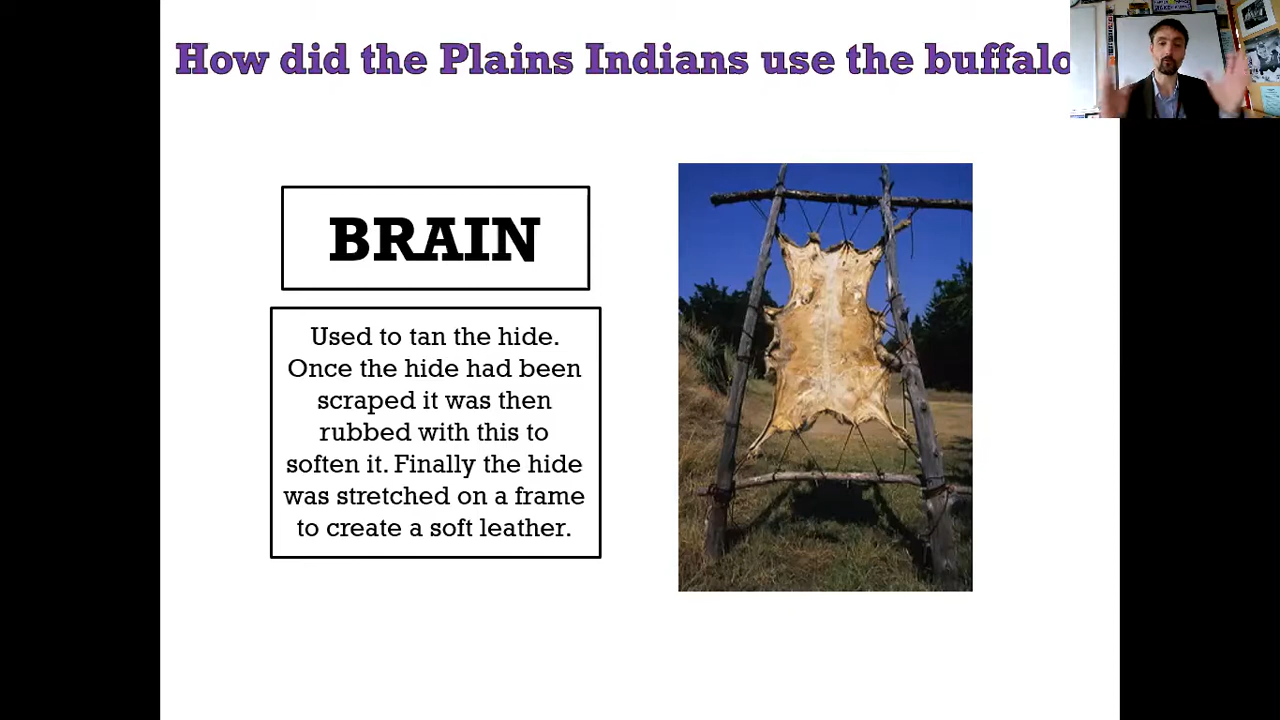 How did the Plains Indians use the buffalo
BRAIN
Used to tan the hide.
Once the hide had been
scraped it was then
rubbed with this to
soften it. Finally the hide
was stretched on a frame
to create a soft leather.